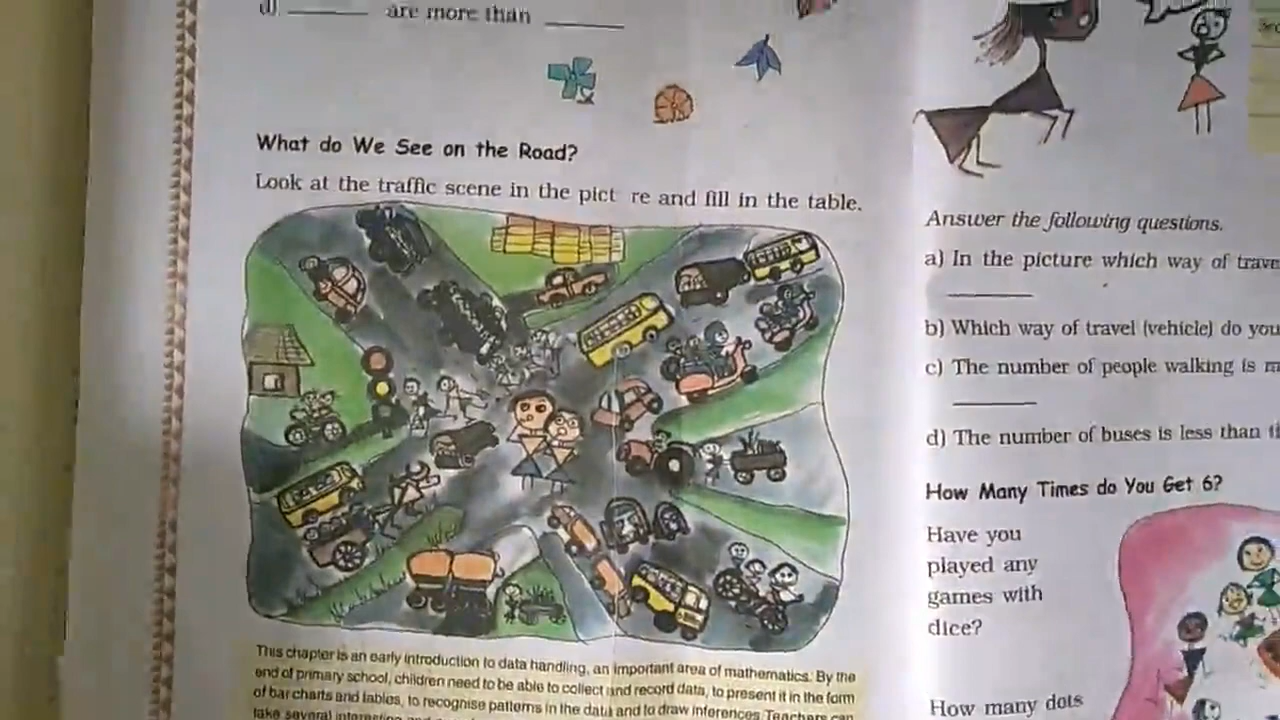 d) ______ are more than ______
What do We See on the Road?
Look at the traffic scene in the pict re and fill in the table.
This chapter is an early introduction to data handling, an important area of mathematics. By the
end of primary school, children need to be able to collect and record data, to present it in the form
of bar charts and tables, to recognise patterns in the data and to draw inferences. Teachers can
take several
Answer the following questions.
a) In the picture which way of
______
b) Which way of travel (vehicle) do you
c) The number of people walking is
______
d) The number of buses is less than
How Many Times do You Get 6?
Have you
played any
games with
dice?
How many dots